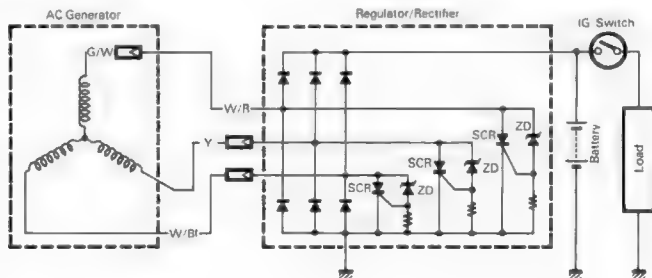 AC Generator
Regulator/Rectifier
IG Switch
G/W
W/R
Y
W/Bl
SCR
ZD
SCR
ZD
SCR
ZD
Battery
Load